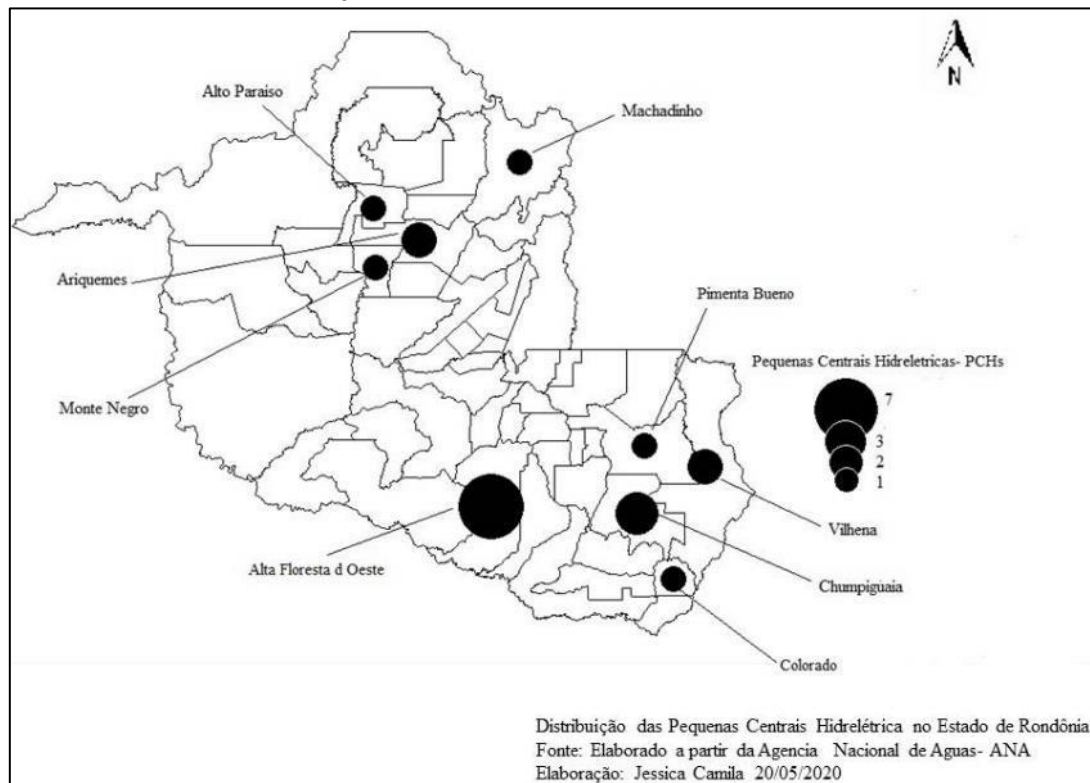 N
Alto Paraiso
Machadinho
Ariquemes
Pimenta Bueno
Pequenas Centrais Hidreletricas- PCHs
7
3
2
1
Monte Negro
Vilhena
Alta Floresta d Oeste
Chumpiguaia
Colorado
Distribuição das Pequenas Centrais Hidrelétrica no Estado de Rondônia
Fonte: Elaborado a partir da Agencia Nacional de Aguas- ANA
Elaboração: Jessica Camila 20/05/2020